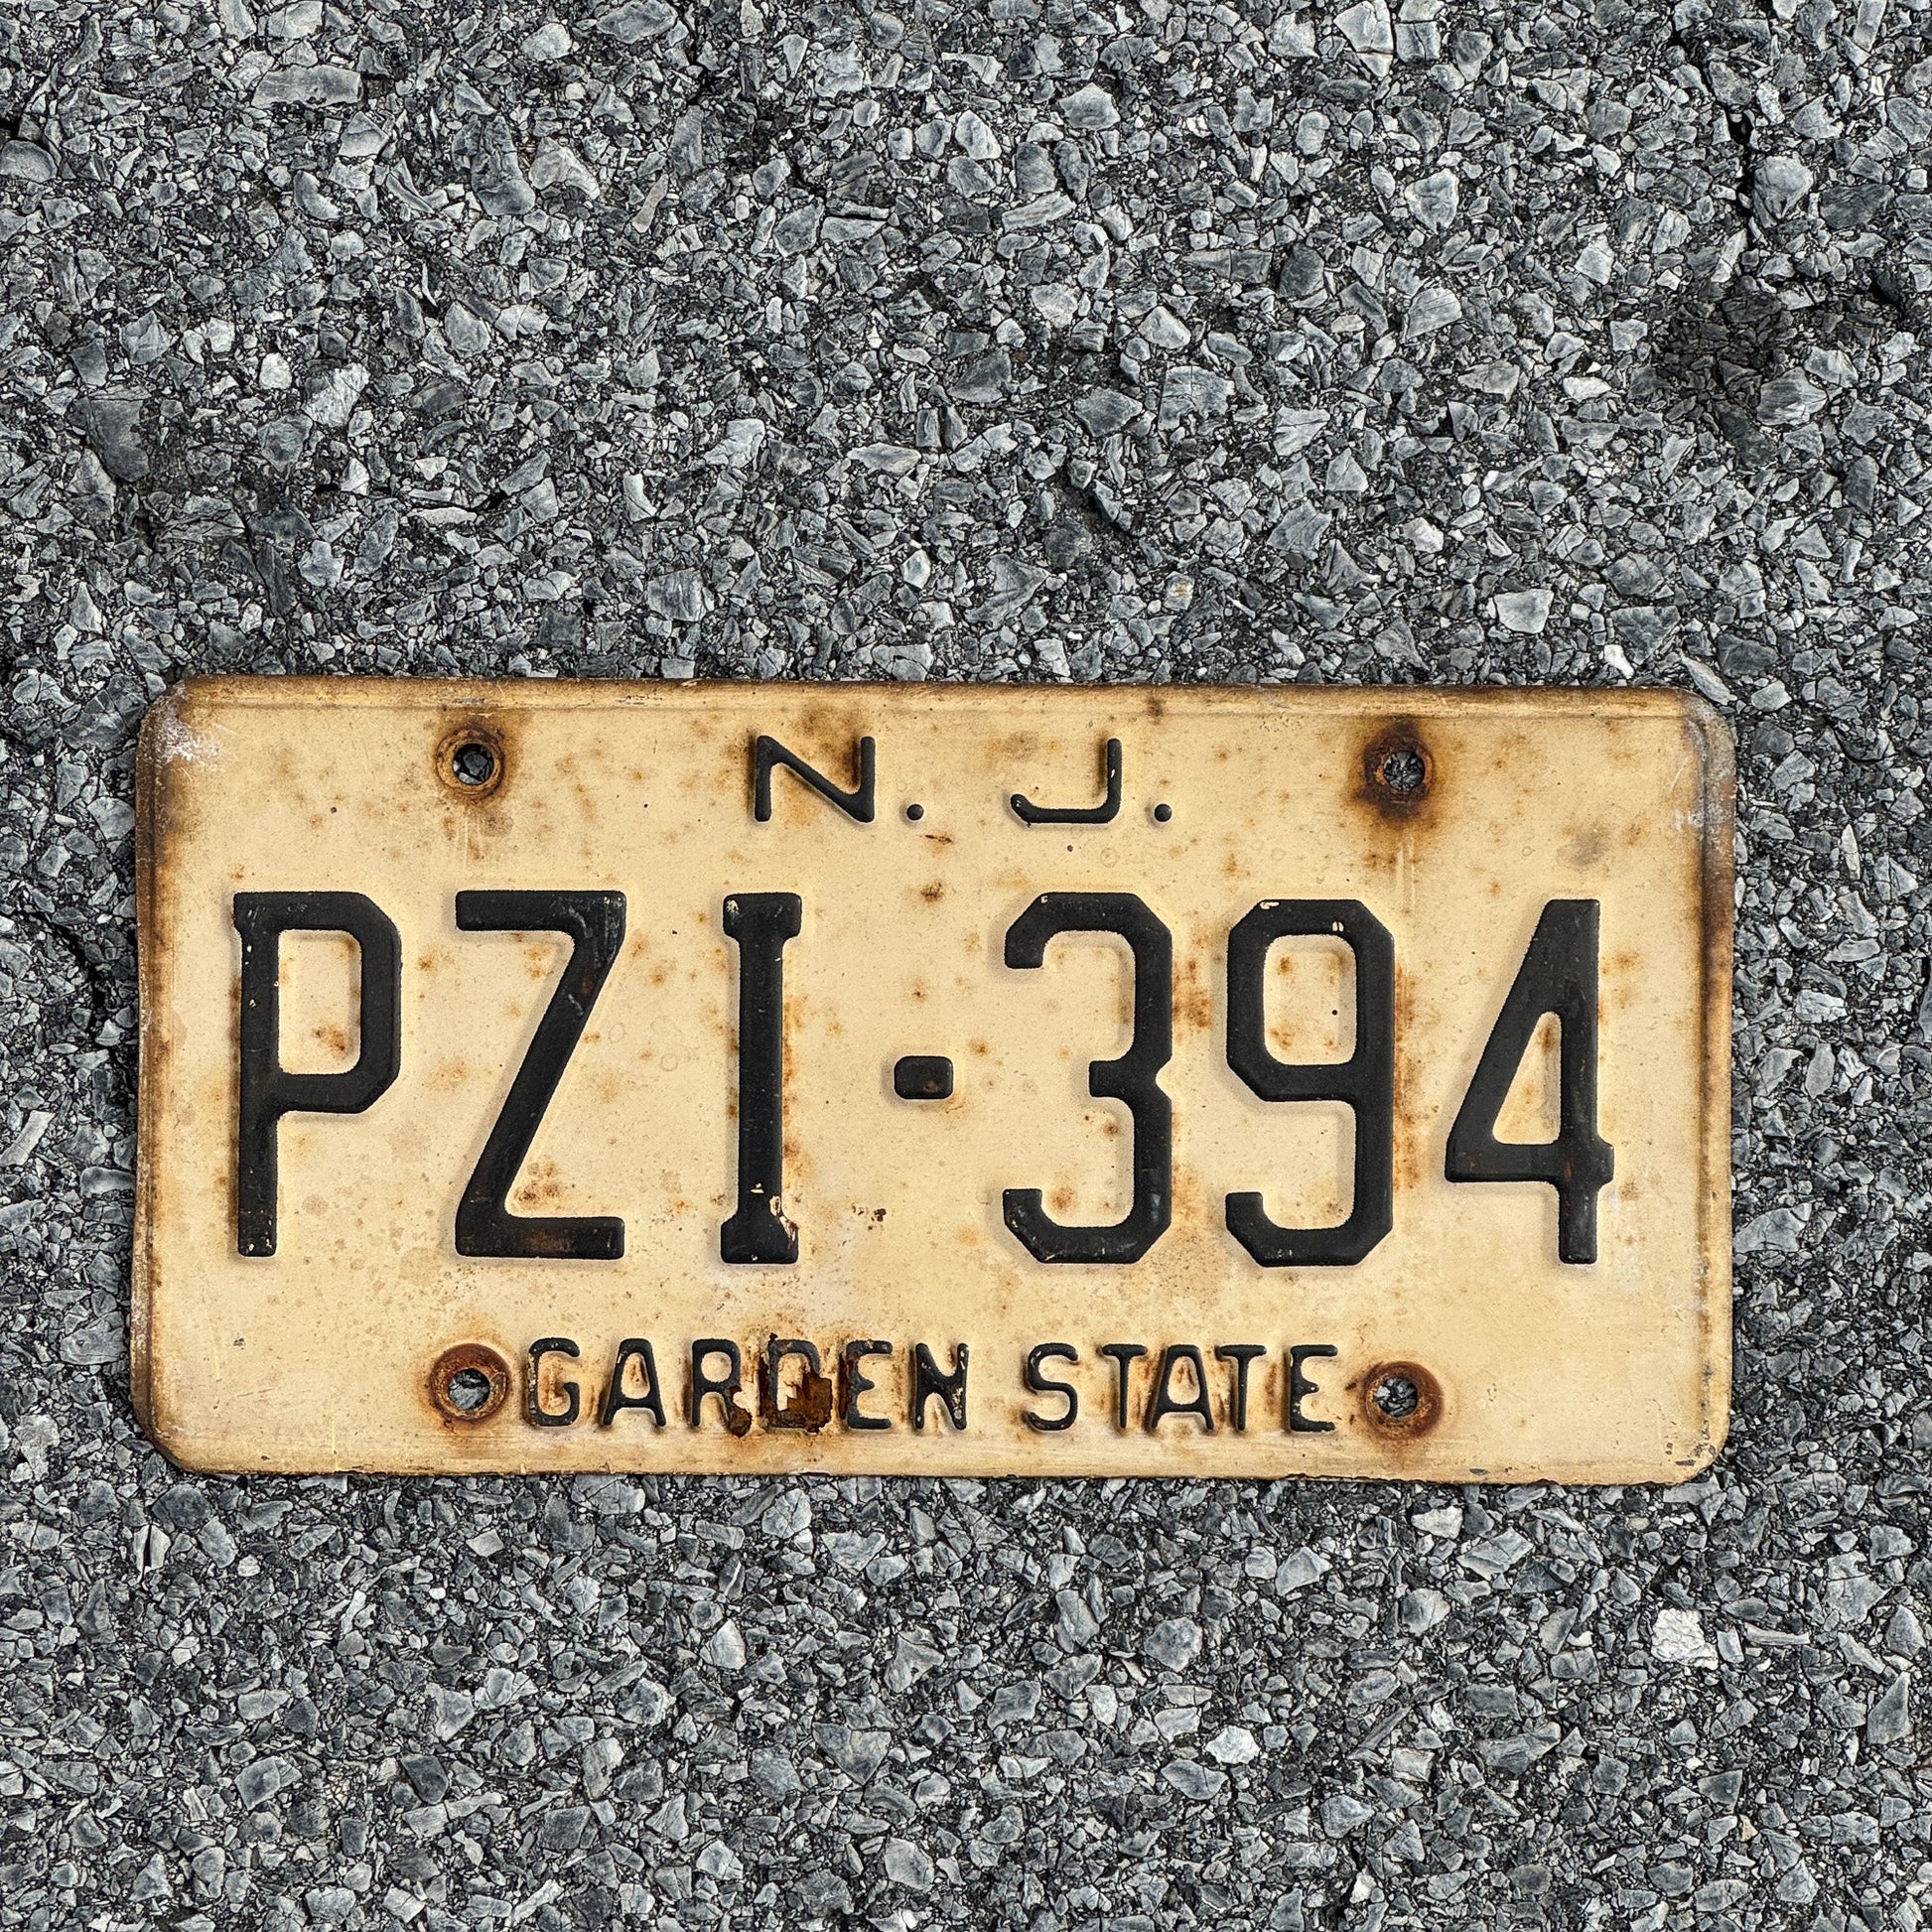 N. J.
PZI-394
GARDEN STATE